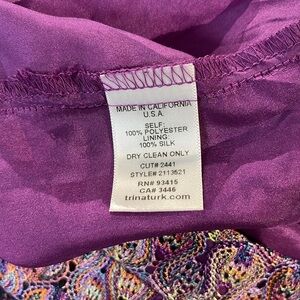 MADE IN CALIFORNIA
U.S.A.
SELF:
100% POLYESTER
LINING:
100% SILK
DRY CLEAN ONLY
CUT# 2441
STYLE# 2113521
RN# 93415
CA# 3446
trinaturk.com